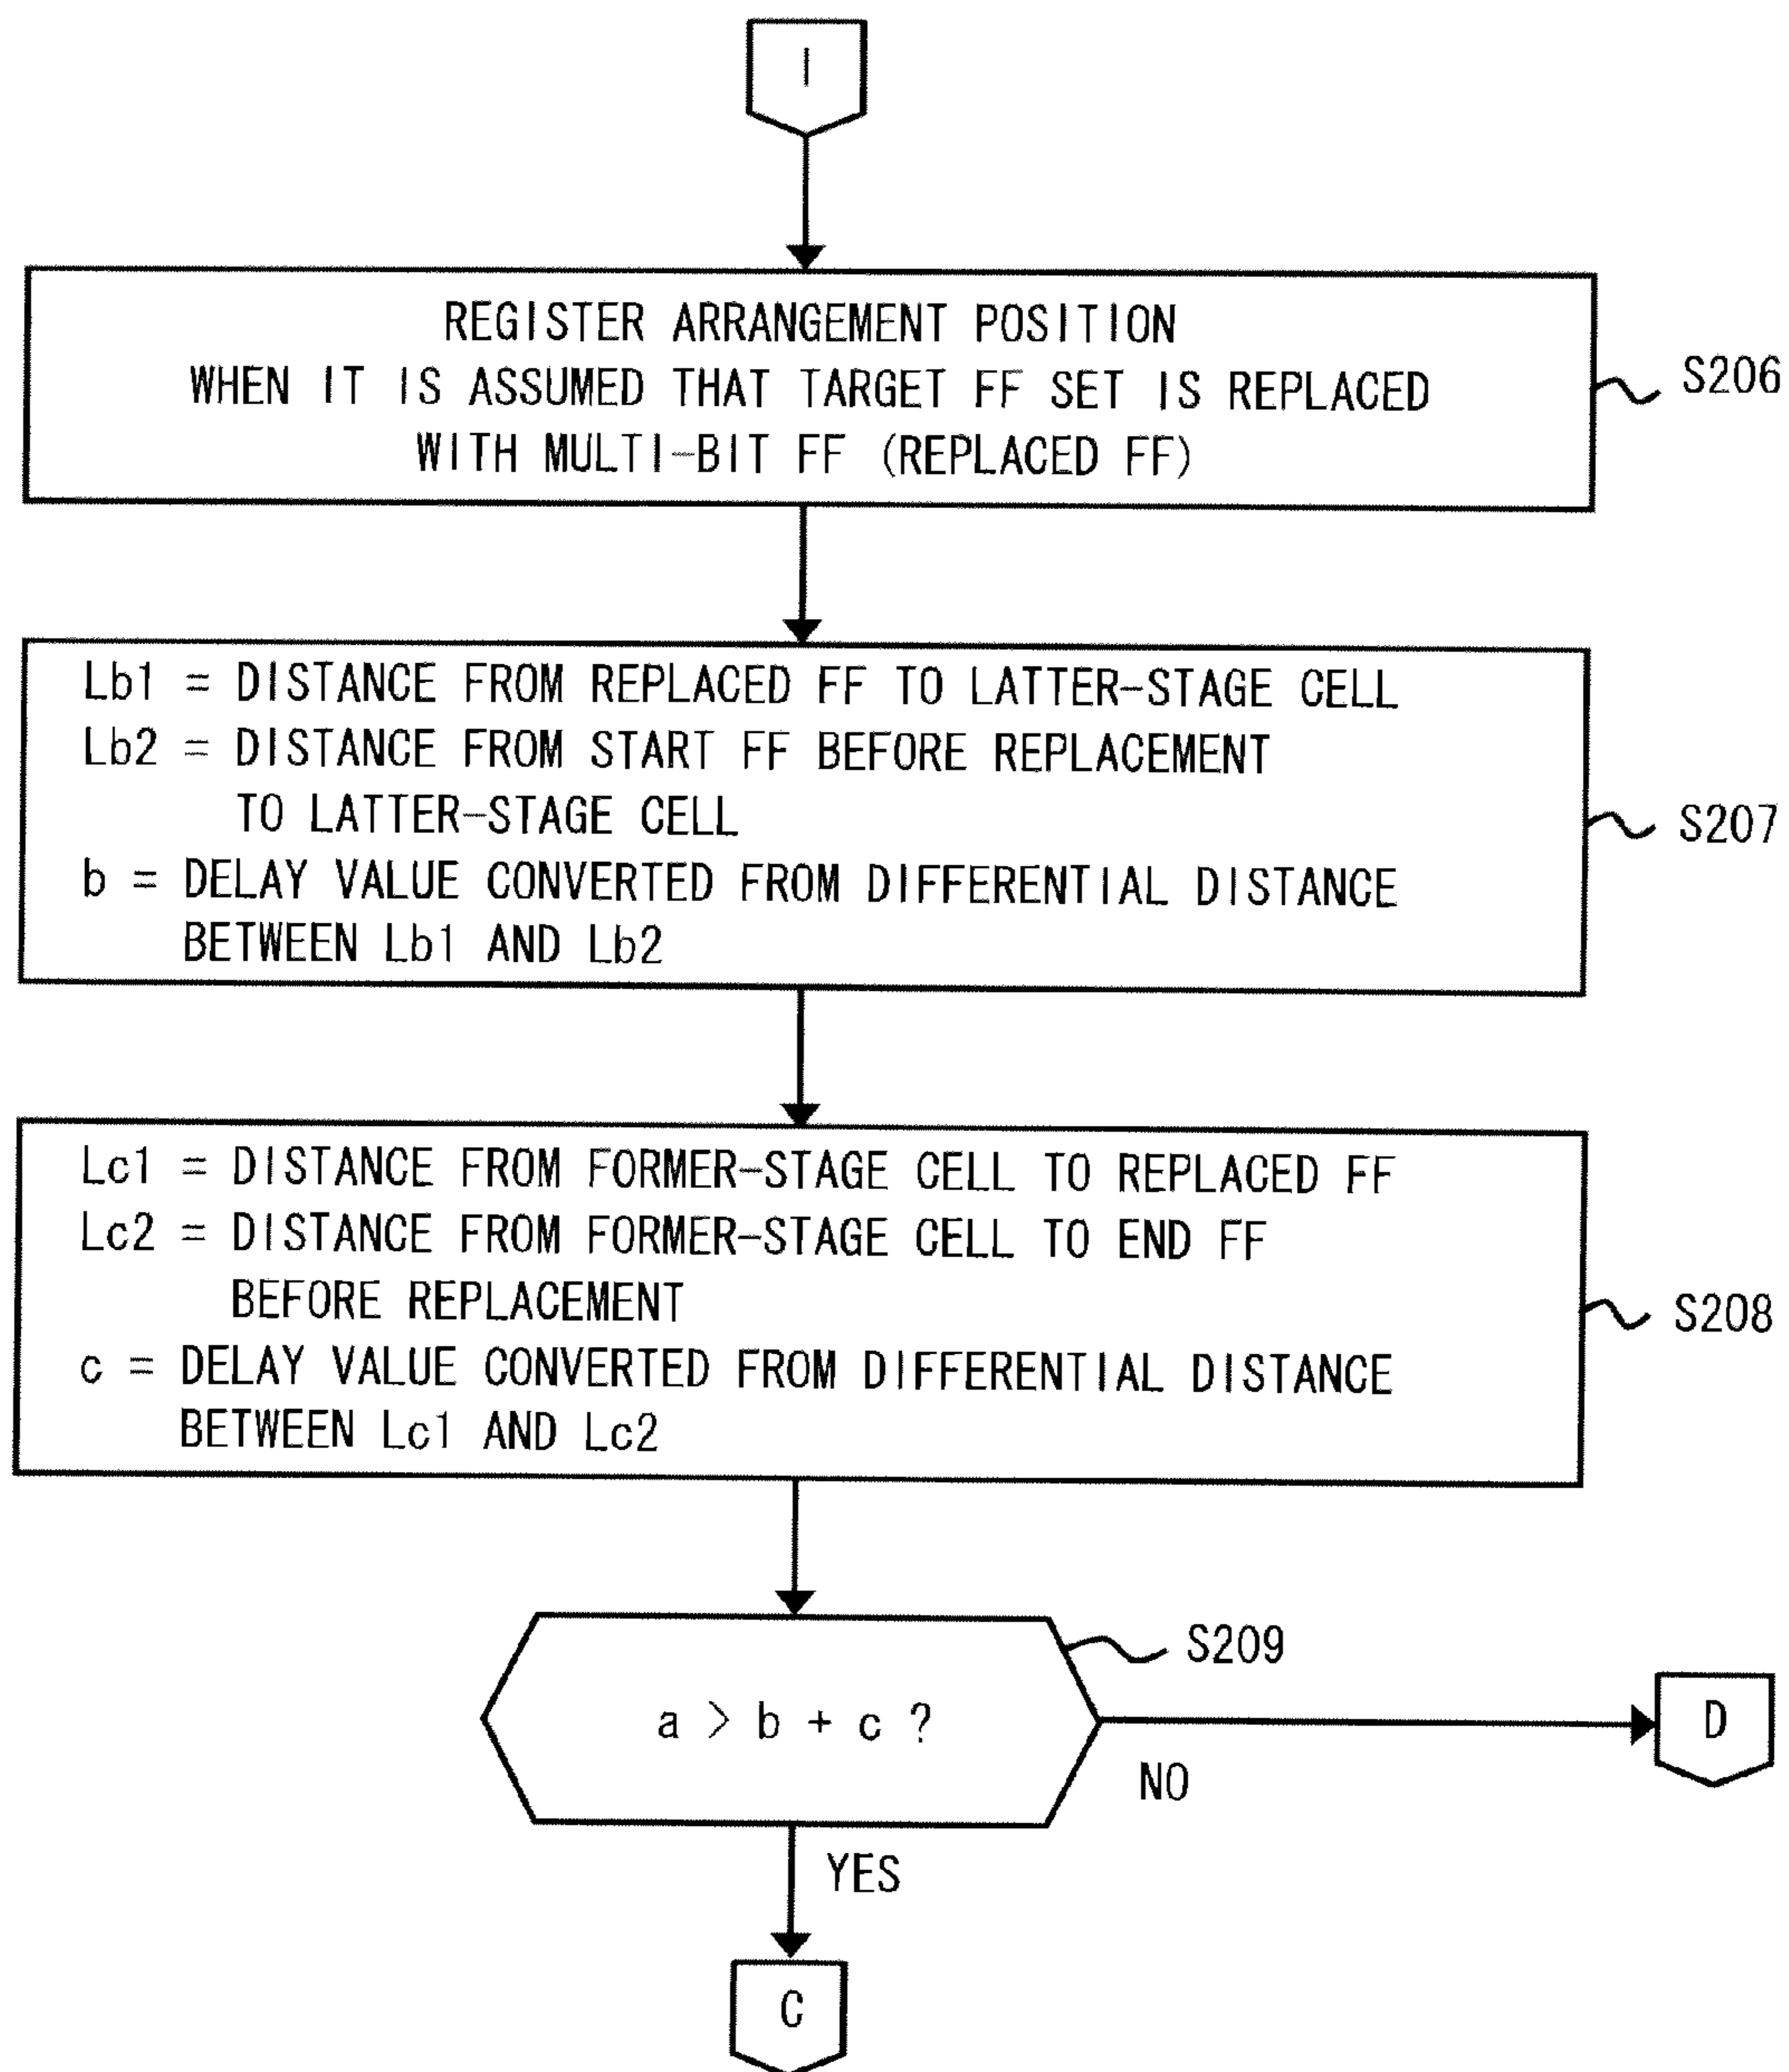 I
REGISTER ARRANGEMENT POSITION
WHEN IT IS ASSUMED THAT TARGET FF SET IS REPLACED
WITH MULTI-BIT FF (REPLACED FF)
S206
Lb1 = DISTANCE FROM REPLACED FF TO LATTER-STAGE CELL
Lb2 = DISTANCE FROM START FF BEFORE REPLACEMENT
TO LATTER-STAGE CELL
b = DELAY VALUE CONVERTED FROM DIFFERENTIAL DISTANCE
BETWEEN Lb1 AND Lb2
S207
Lc1 = DISTANCE FROM FORMER-STAGE CELL TO REPLACED FF
Lc2 = DISTANCE FROM FORMER-STAGE CELL TO END FF
BEFORE REPLACEMENT
c = DELAY VALUE CONVERTED FROM DIFFERENTIAL DISTANCE
BETWEEN Lc1 AND Lc2
S208
S209
a > b + c ?
D
NO
YES
C